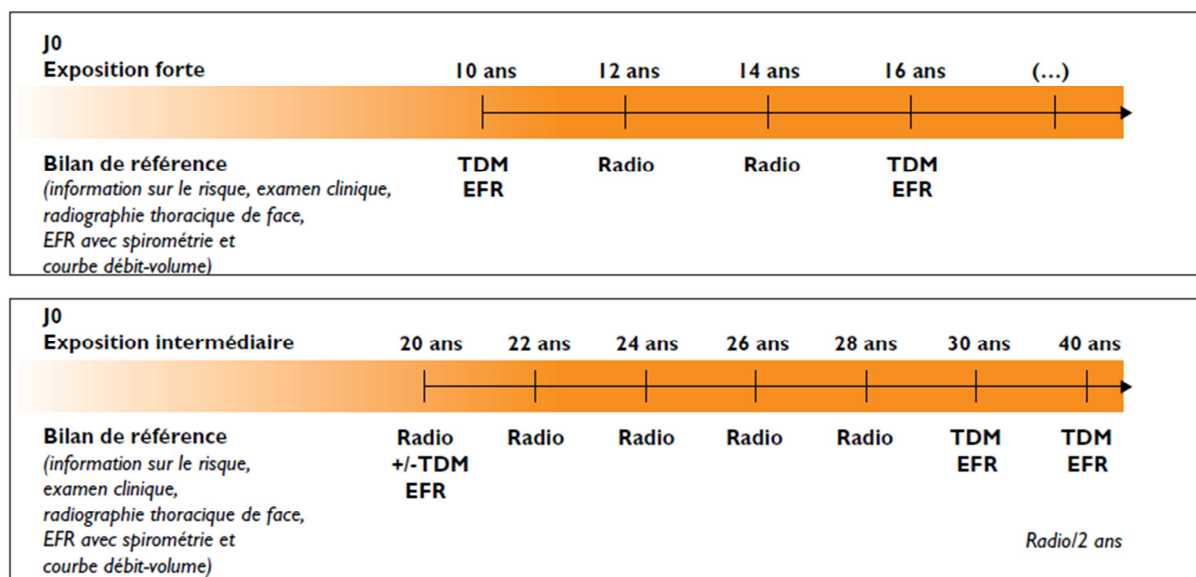 J0
Exposition forte
10 ans 12 ans 14 ans 16 ans (...)
Bilan de référence
(information sur le risque, examen clinique,
radiographie thoracique de face,
EFR avec spirométrie et
courbe débit-volume)
TDM Radio Radio TDM
EFR EFR
J0
Exposition intermédiaire
20 ans 22 ans 24 ans 26 ans 28 ans 30 ans 40 ans
Bilan de référence
(information sur le risque,
examen clinique,
radiographie thoracique de face,
EFR avec spirométrie et
courbe débit-volume)
Radio Radio Radio Radio Radio TDM TDM
+/-TDM EFR EFR
EFR
Radio/2 ans